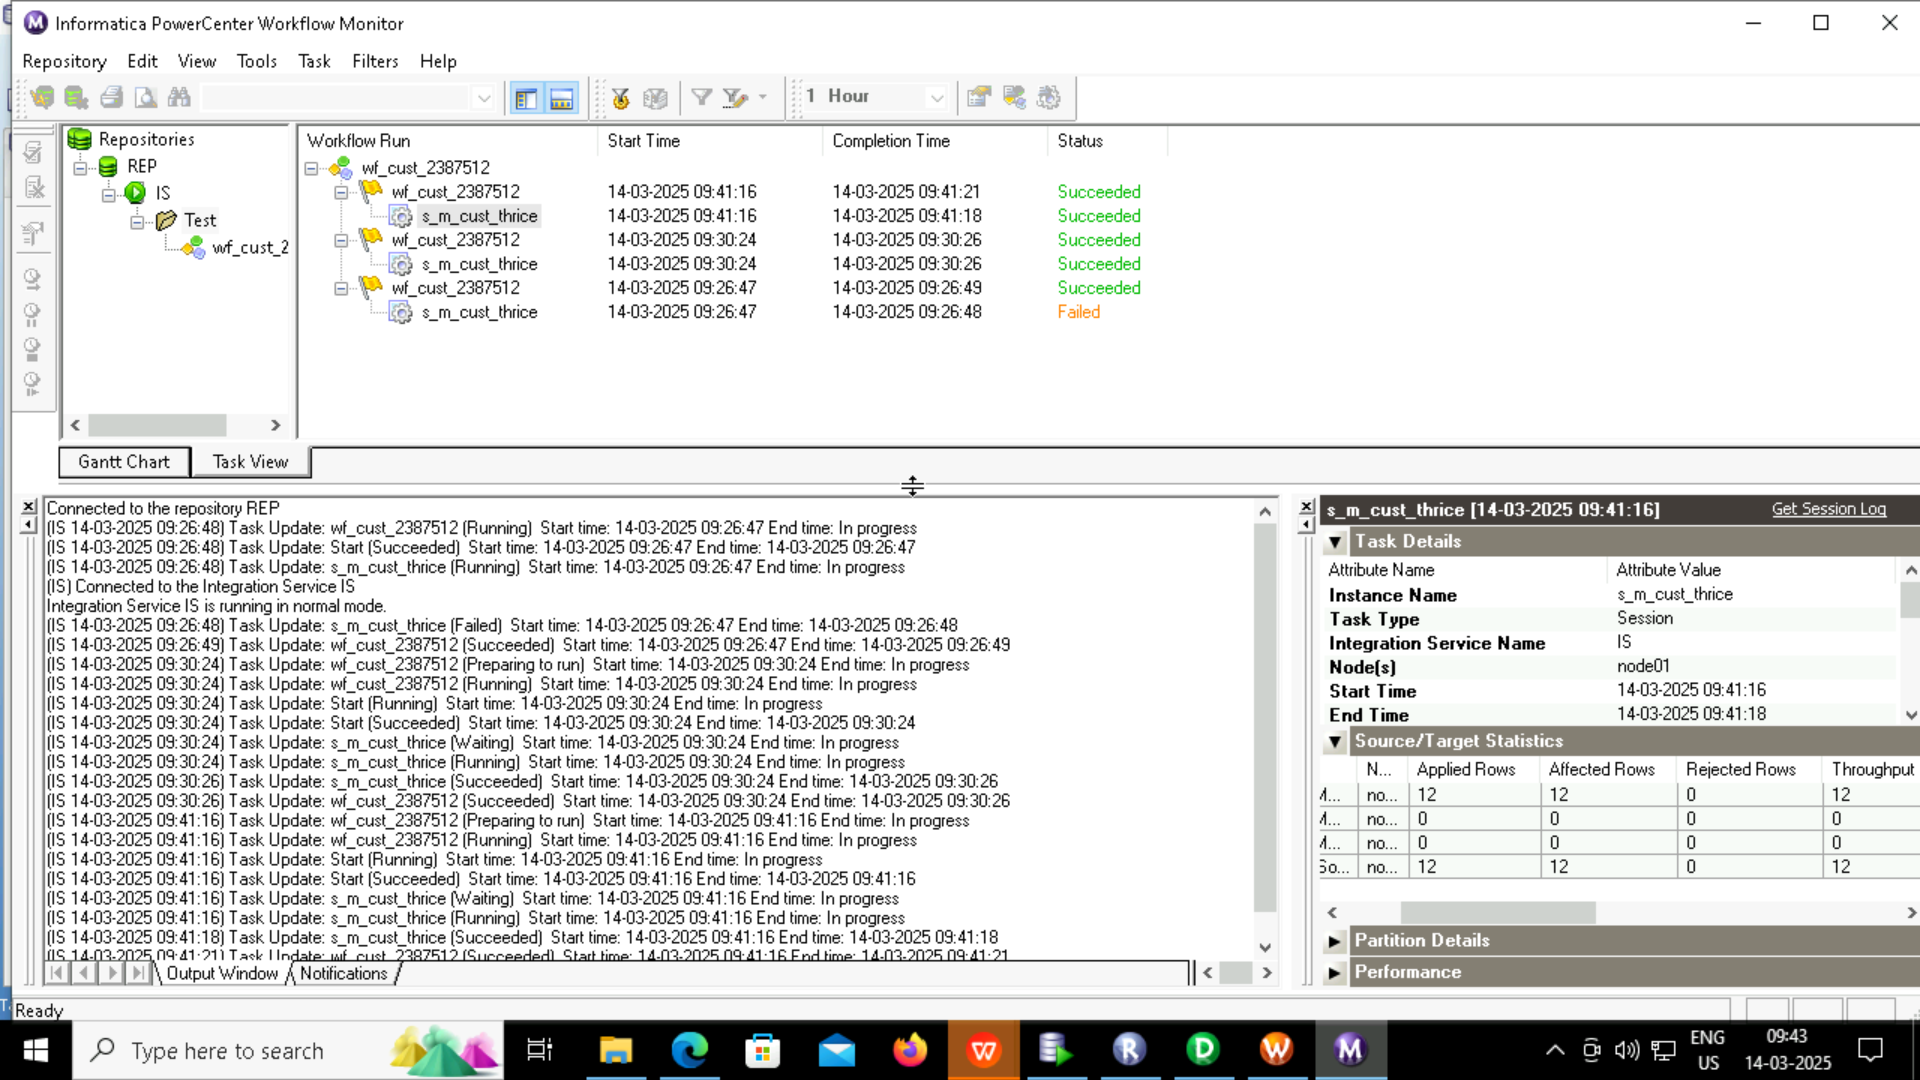 Informatica PowerCenter Workflow Monitor
Repository Edit View Tools Task Filters Help
1 Hour
Repositories
REP
IS
Test
wf_cust_2
Workflow Run Start Time Completion Time Status
wf_cust_2387512
wf_cust_2387512 14-03-2025 09:41:16 14-03-2025 09:41:21 Succeeded
s_m_cust_thrice 14-03-2025 09:41:16 14-03-2025 09:41:18 Succeeded
wf_cust_2387512 14-03-2025 09:30:24 14-03-2025 09:30:26 Succeeded
s_m_cust_thrice 14-03-2025 09:30:24 14-03-2025 09:30:26 Succeeded
wf_cust_2387512 14-03-2025 09:26:47 14-03-2025 09:26:49 Succeeded
s_m_cust_thrice 14-03-2025 09:26:47 14-03-2025 09:26:48 Failed
Gantt Chart Task View
Connected to the repository REP
(IS 14-03-2025 09:26:48) Task Update: wf_cust_2387512 (Running) Start time: 14-03-2025 09:26:47 End time: In progress
(IS 14-03-2025 09:26:48) Task Update: Start (Succeeded) Start time: 14-03-2025 09:26:47 End time: 14-03-2025 09:26:47
(IS 14-03-2025 09:26:48) Task Update: s_m_cust_thrice (Running) Start time: 14-03-2025 09:26:47 End time: In progress
(IS) Connected to the Integration Service IS
Integration Service IS is running in normal mode.
(IS 14-03-2025 09:26:48) Task Update: s_m_cust_thrice (Failed) Start time: 14-03-2025 09:26:47 End time: 14-03-2025 09:26:48
(IS 14-03-2025 09:26:49) Task Update: wf_cust_2387512 (Succeeded) Start time: 14-03-2025 09:26:47 End time: 14-03-2025 09:26:49
(IS 14-03-2025 09:30:24) Task Update: wf_cust_2387512 (Preparing to run) Start time: 14-03-2025 09:30:24 End time: In progress
(IS 14-03-2025 09:30:24) Task Update: wf_cust_2387512 (Running) Start time: 14-03-2025 09:30:24 End time: In progress
(IS 14-03-2025 09:30:24) Task Update: Start (Running) Start time: 14-03-2025 09:30:24 End time: In progress
(IS 14-03-2025 09:30:24) Task Update: Start (Succeeded) Start time: 14-03-2025 09:30:24 End time: 14-03-2025 09:30:24
(IS 14-03-2025 09:30:24) Task Update: s_m_cust_thrice (Waiting) Start time: 14-03-2025 09:30:24 End time: In progress
(IS 14-03-2025 09:30:24) Task Update: s_m_cust_thrice (Running) Start time: 14-03-2025 09:30:24 End time: In progress
(IS 14-03-2025 09:30:26) Task Update: s_m_cust_thrice (Succeeded) Start time: 14-03-2025 09:30:24 End time: 14-03-2025 09:30:26
(IS 14-03-2025 09:30:26) Task Update: wf_cust_2387512 (Succeeded) Start time: 14-03-2025 09:30:24 End time: 14-03-2025 09:30:26
(IS 14-03-2025 09:41:16) Task Update: wf_cust_2387512 (Preparing to run) Start time: 14-03-2025 09:41:16 End time: In progress
(IS 14-03-2025 09:41:16) Task Update: wf_cust_2387512 (Running) Start time: 14-03-2025 09:41:16 End time: In progress
(IS 14-03-2025 09:41:16) Task Update: Start (Running) Start time: 14-03-2025 09:41:16 End time: In progress
(IS 14-03-2025 09:41:16) Task Update: Start (Succeeded) Start time: 14-03-2025 09:41:16 End time: 14-03-2025 09:41:16
(IS 14-03-2025 09:41:16) Task Update: s_m_cust_thrice (Waiting) Start time: 14-03-2025 09:41:16 End time: In progress
(IS 14-03-2025 09:41:16) Task Update: s_m_cust_thrice (Running) Start time: 14-03-2025 09:41:16 End time: In progress
(IS 14-03-2025 09:41:18) Task Update: s_m_cust_thrice (Succeeded) Start time: 14-03-2025 09:41:16 End time: 14-03-2025 09:41:18
(IS 14-03-2025 09:41:21) Task Update: wf_cust_2387512 (Succeeded) Start time: 14-03-2025 09:41:16 End time: 14-03-2025 09:41:21
Output Window Notifications
s_m_cust_thrice [14-03-2025 09:41:16] Get Session Log
Task Details
Attribute Name Attribute Value
Instance Name s_m_cust_thrice
Task Type Session
Integration Service Name IS
Node(s) node01
Start Time 14-03-2025 09:41:16
End Time 14-03-2025 09:41:18
Source/Target Statistics
N... Applied Rows Affected Rows Rejected Rows Throughput
M... no... 12 12 0 12
M... no... 0 0 0 0
M... no... 0 0 0 0
So... no... 12 12 0 12
Partition Details
Performance
Ready
Type here to search
ENG
US
09:43
14-03-2025